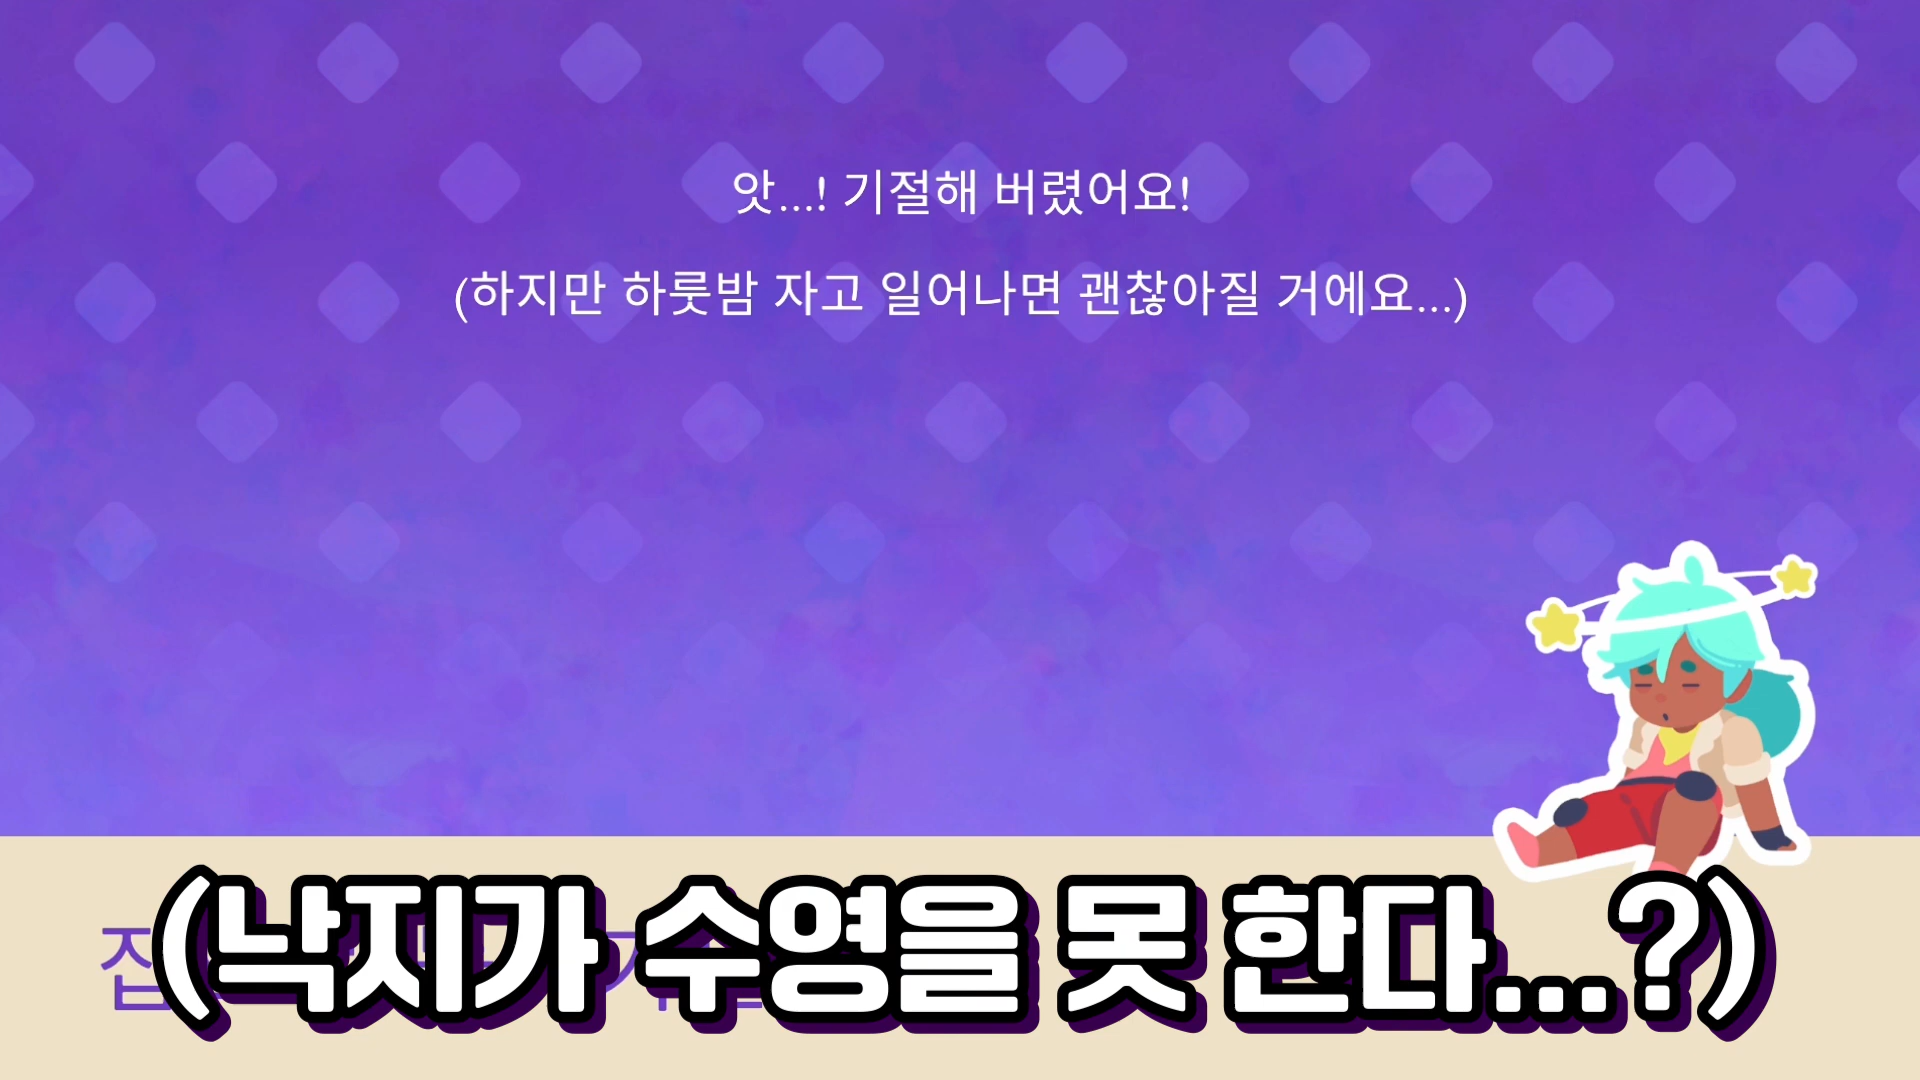 앗...! 기절해 버렸어요!
(하지만 하룻밤 자고 일어나면 괜찮아질 거에요...)
(낙지가 수영을 못 한다...?)